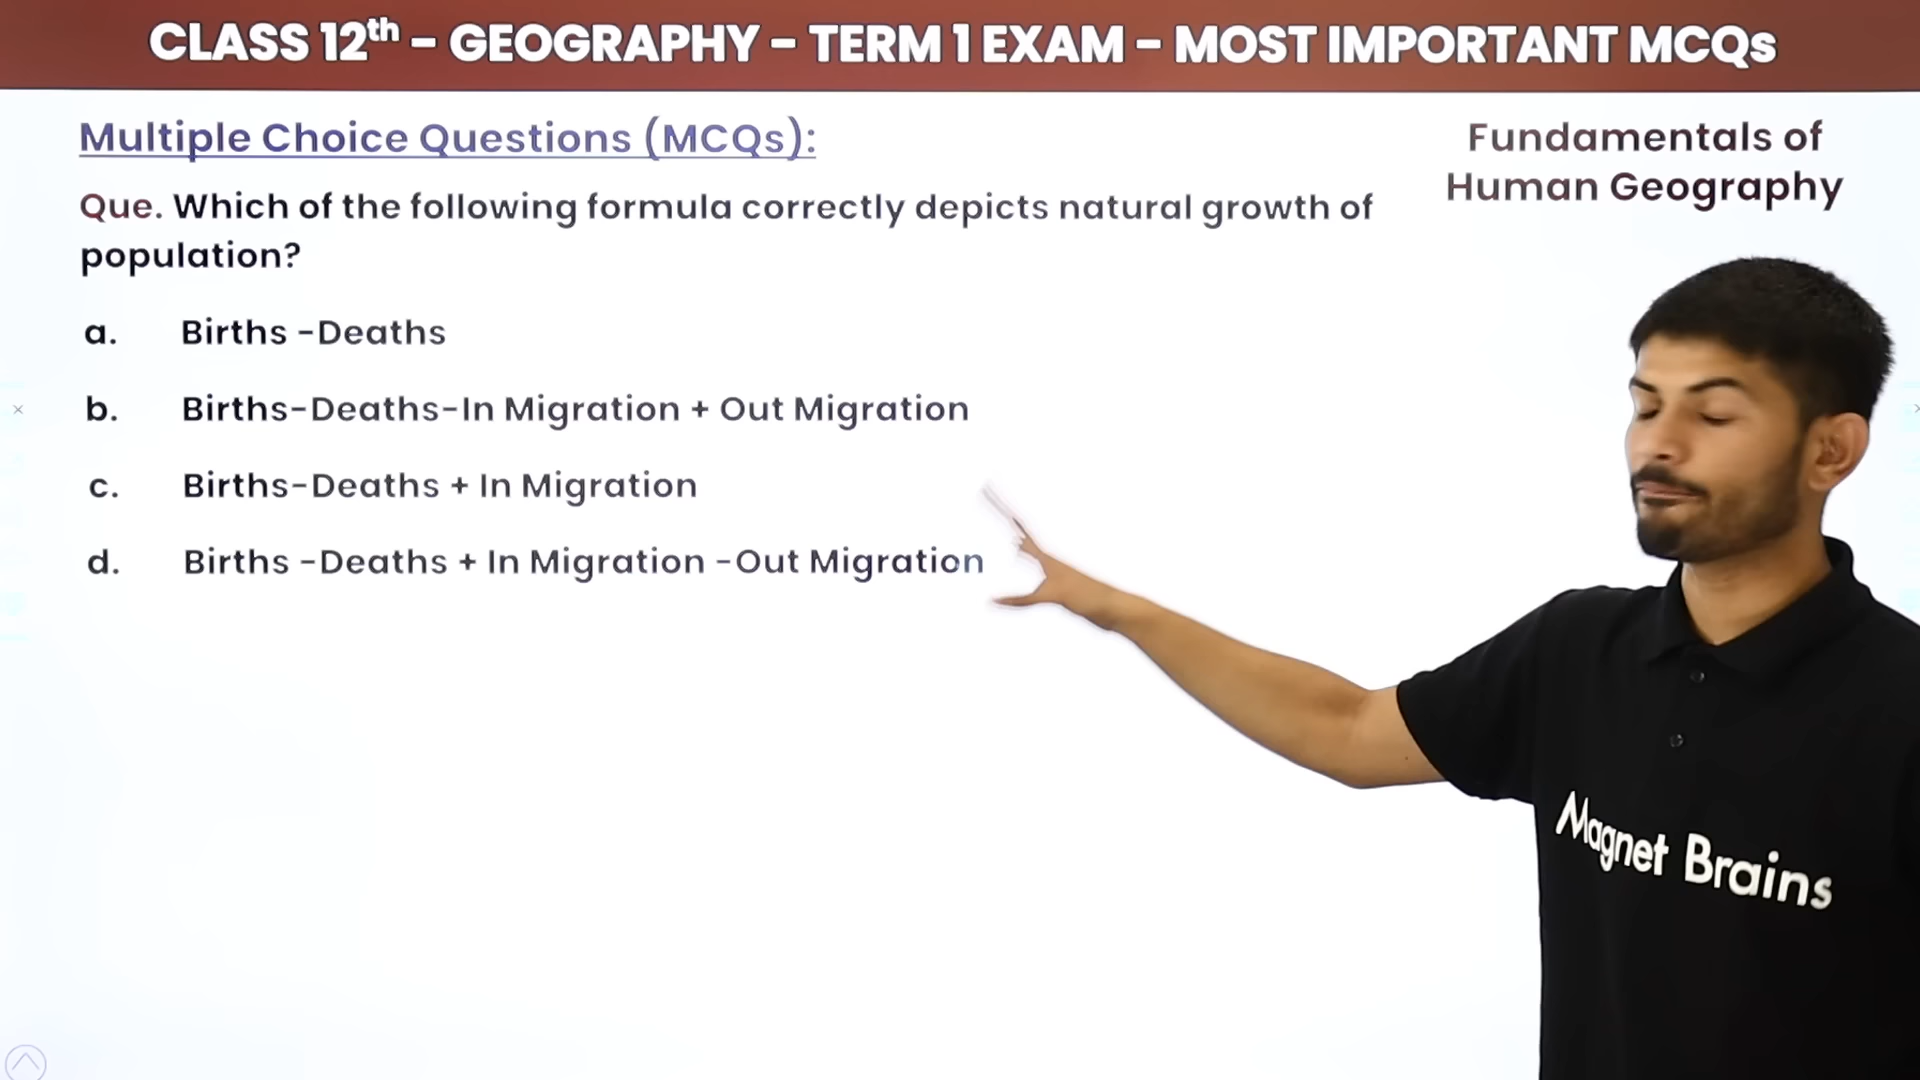 CLASS 12th - GEOGRAPHY - TERM 1 EXAM - MOST IMPORTANT MCQs
Multiple Choice Questions (MCQs):
Fundamentals of
Human Geography
Que. Which of the following formula correctly depicts natural growth of
population?
a. Births -Deaths
b. Births-Deaths-In Migration + Out Migration
c. Births-Deaths + In Migration
d. Births -Deaths + In Migration -Out Migration
Magnet Brains